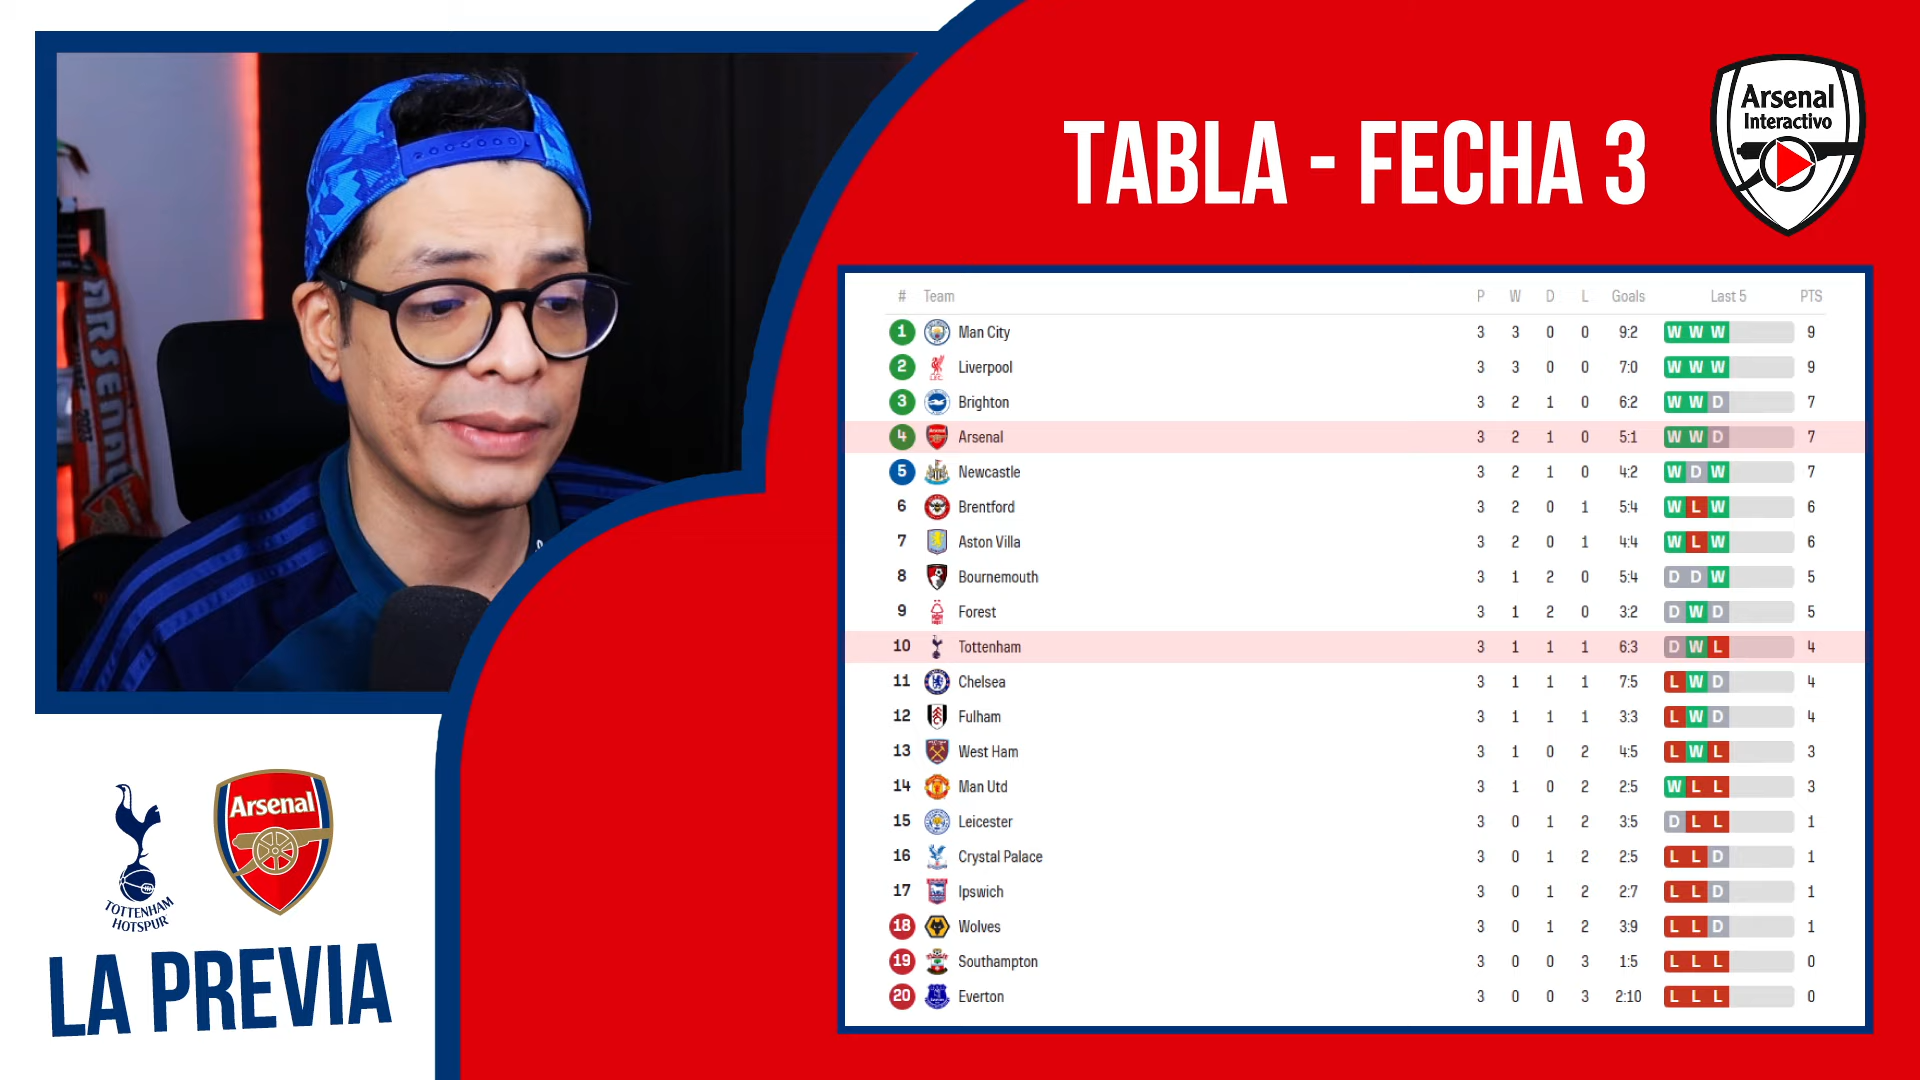 TABLA - FECHA 3
Arsenal
Interactivo
ARSENAL
2023
# Team P W D L Goals Last 5 PTS
1 Man City 3 3 0 0 9:2 W W W 9
2 Liverpool 3 3 0 0 7:0 W W W 9
3 Brighton 3 2 1 0 6:2 W W D 7
4 Arsenal 3 2 1 0 5:1 W W D 7
5 Newcastle 3 2 1 0 4:2 W D W 7
6 Brentford 3 2 0 1 5:4 W L W 6
7 Aston Villa 3 2 0 1 4:4 W L W 6
8 Bournemouth 3 1 2 0 5:4 D D W 5
9 Forest 3 1 2 0 3:2 D W D 5
10 Tottenham 3 1 1 1 6:3 D W L 4
11 Chelsea 3 1 1 1 7:5 L W D 4
12 Fulham 3 1 1 1 3:3 L W D 4
13 West Ham 3 1 0 2 4:5 L W L 3
14 Man Utd 3 1 0 2 2:5 W L L 3
15 Leicester 3 0 1 2 3:5 D L L 1
16 Crystal Palace 3 0 1 2 2:5 L L D 1
17 Ipswich 3 0 1 2 2:7 L L D 1
18 Wolves 3 0 1 2 3:9 L L D 1
19 Southampton 3 0 0 3 1:5 L L L 0
20 Everton 3 0 0 3 2:10 L L L 0
TOTTENHAM
HOTSPUR
Arsenal
LA PREVIA